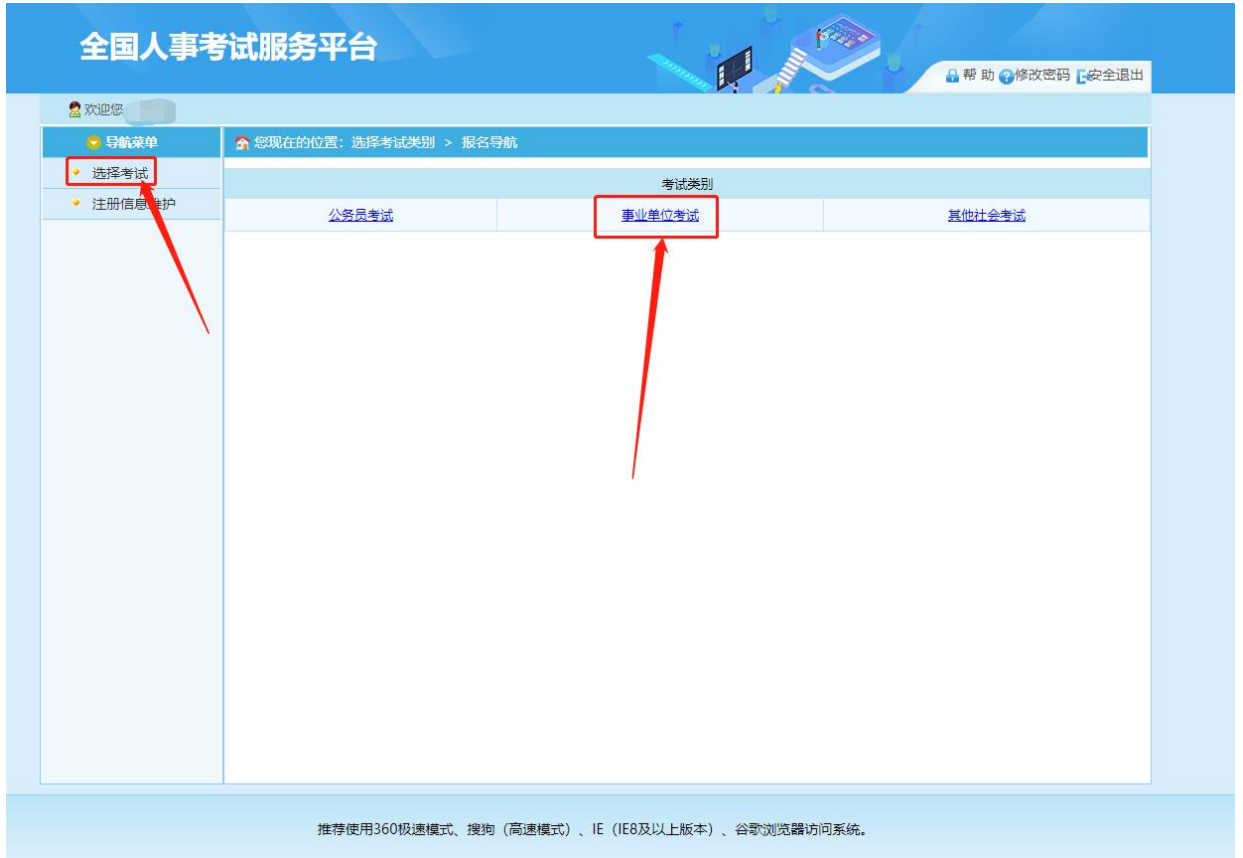 全国人事考试服务平台
帮 助 修改密码 安全退出
欢迎您
导航菜单
您现在的位置：选择考试类别 > 报名导航
选择考试
考试类别
注册信息维护
公务员考试 事业单位考试 其他社会考试
推荐使用360极速模式、搜狗（高速模式）、IE（IE8及以上版本）、谷歌浏览器访问系统。